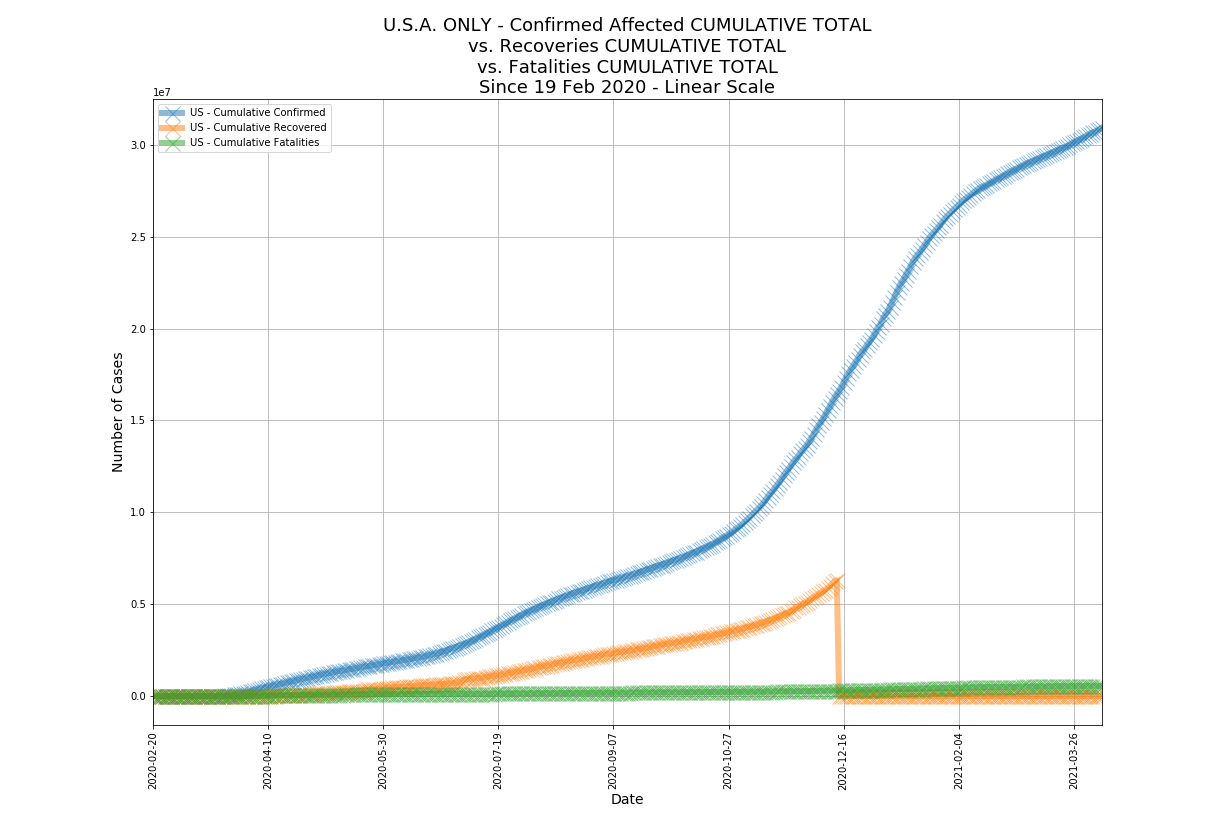 U.S.A. ONLY - Confirmed Affected CUMULATIVE TOTAL
vs. Recoveries CUMULATIVE TOTAL
vs. Fatalities CUMULATIVE TOTAL
Since 19 Feb 2020 - Linear Scale
1e7
US - Cumulative Confirmed
US - Cumulative Recovered
US - Cumulative Fatalities
3.0
2.5
2.0
1.5
1.0
0.5
0.0
Number of Cases
2020-02-20
2020-04-10
2020-05-30
2020-07-19
2020-09-07
2020-10-27
2020-12-16
2021-02-04
2021-03-26
Date